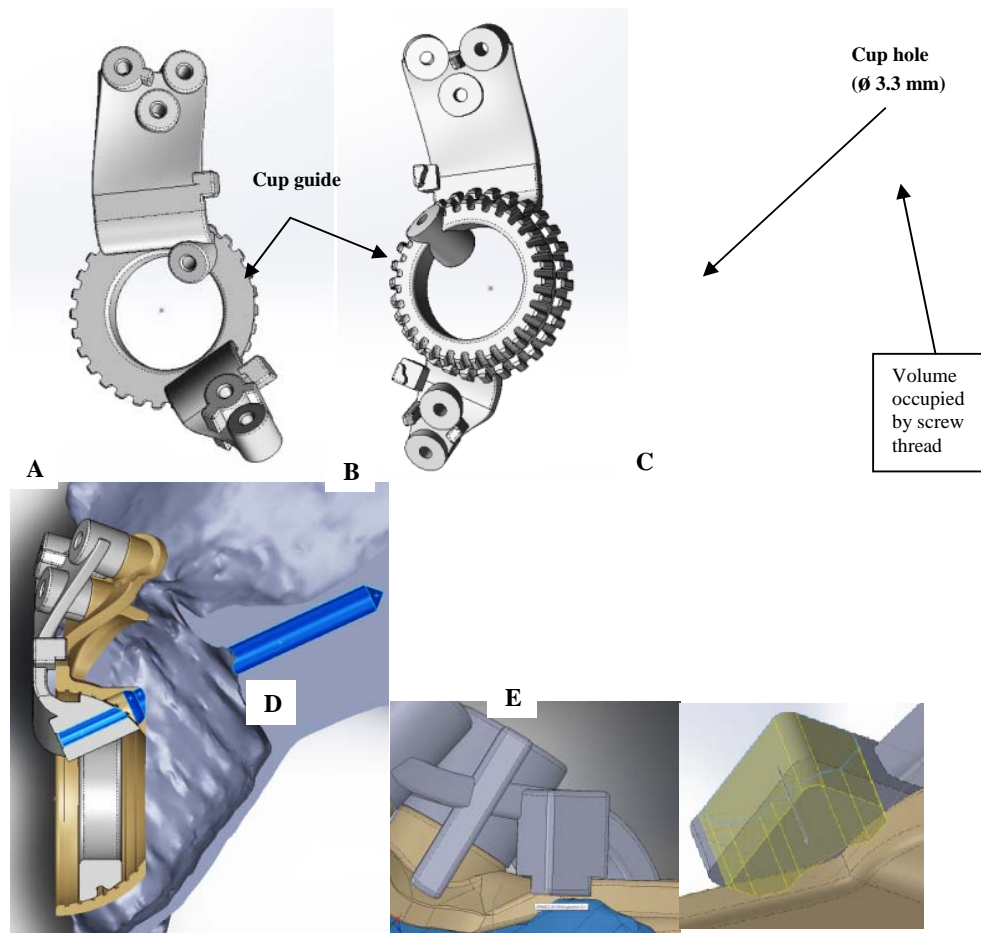 Cup hole
(Ø 3.3 mm)
Cup guide
Volume
occupied
by screw
thread
A
B
C
D
E